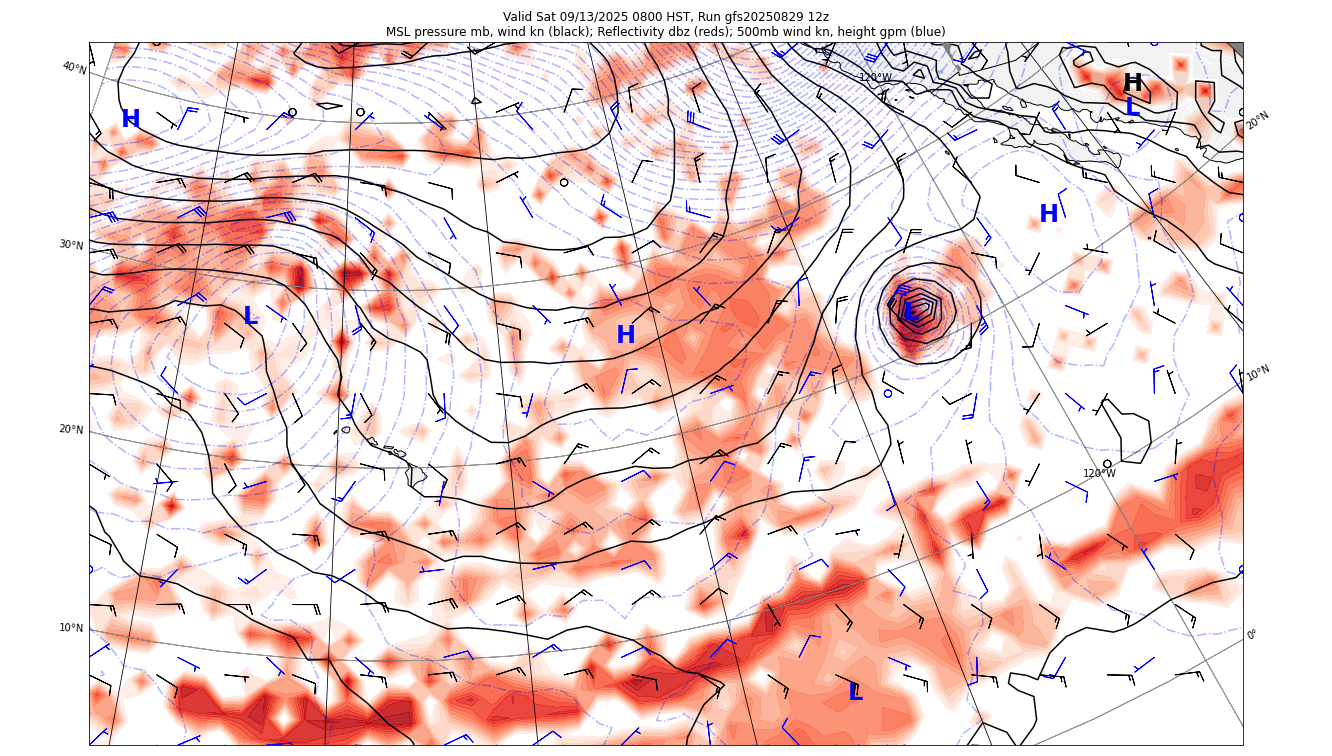 Valid Sat 09/13/2025 0800 HST, Run gfs20250829 12z
MSL pressure mb, wind kn (black); Reflectivity dbz (reds); 500mb wind kn, height gpm (blue)
40°N
120°W
H
L
20°N
H
H
30°N
L
L
H
10°N
20°N
120°W
10°N
0°
L